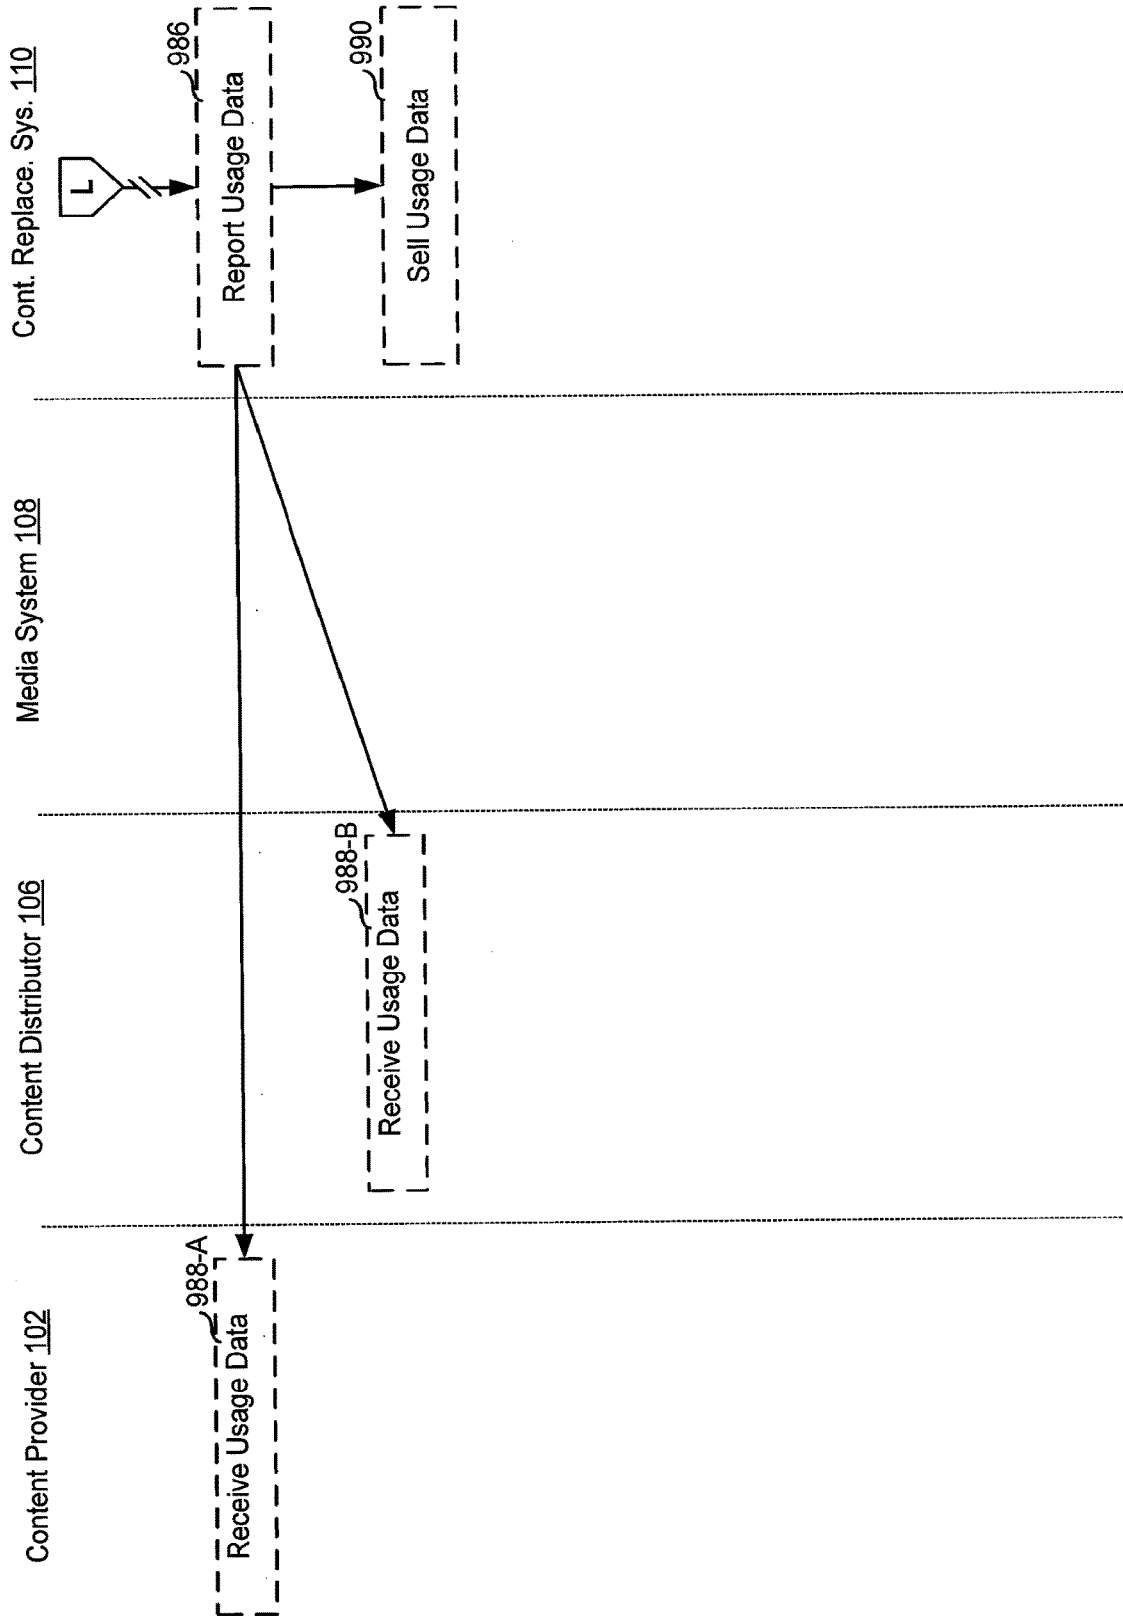 Content Provider 102
Content Distributor 106
Media System 108
Cont. Replace. Sys. 110
L
986
Report Usage Data
988-A
Receive Usage Data
988-B
Receive Usage Data
990
Sell Usage Data